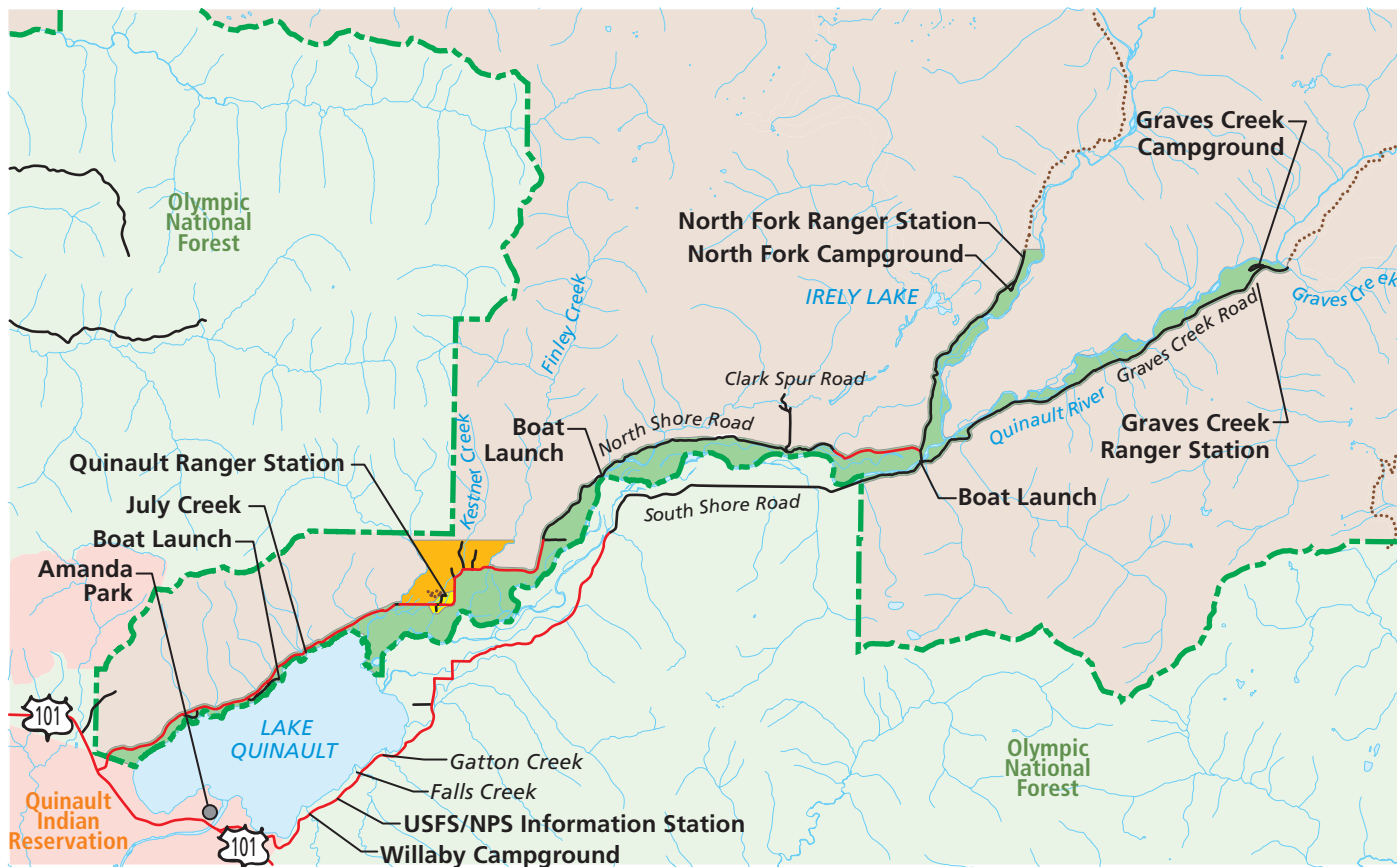 Graves Creek
Campground
Olympic
National
Forest
North Fork Ranger Station
North Fork Campground
IRELY LAKE
Graves Creek
Finley Creek
Graves Creek Road
Clark Spur Road
Quinault River
North Shore Road
Boat
Launch
Graves Creek
Ranger Station
Kestner Creek
Quinault Ranger Station
South Shore Road
Boat Launch
July Creek
Boat Launch
Amanda
Park
101
LAKE
QUINAULT
Olympic
National
Forest
Gatton Creek
Falls Creek
Quinault
Indian
Reservation
USFS/NPS Information Station
101
Willaby Campground